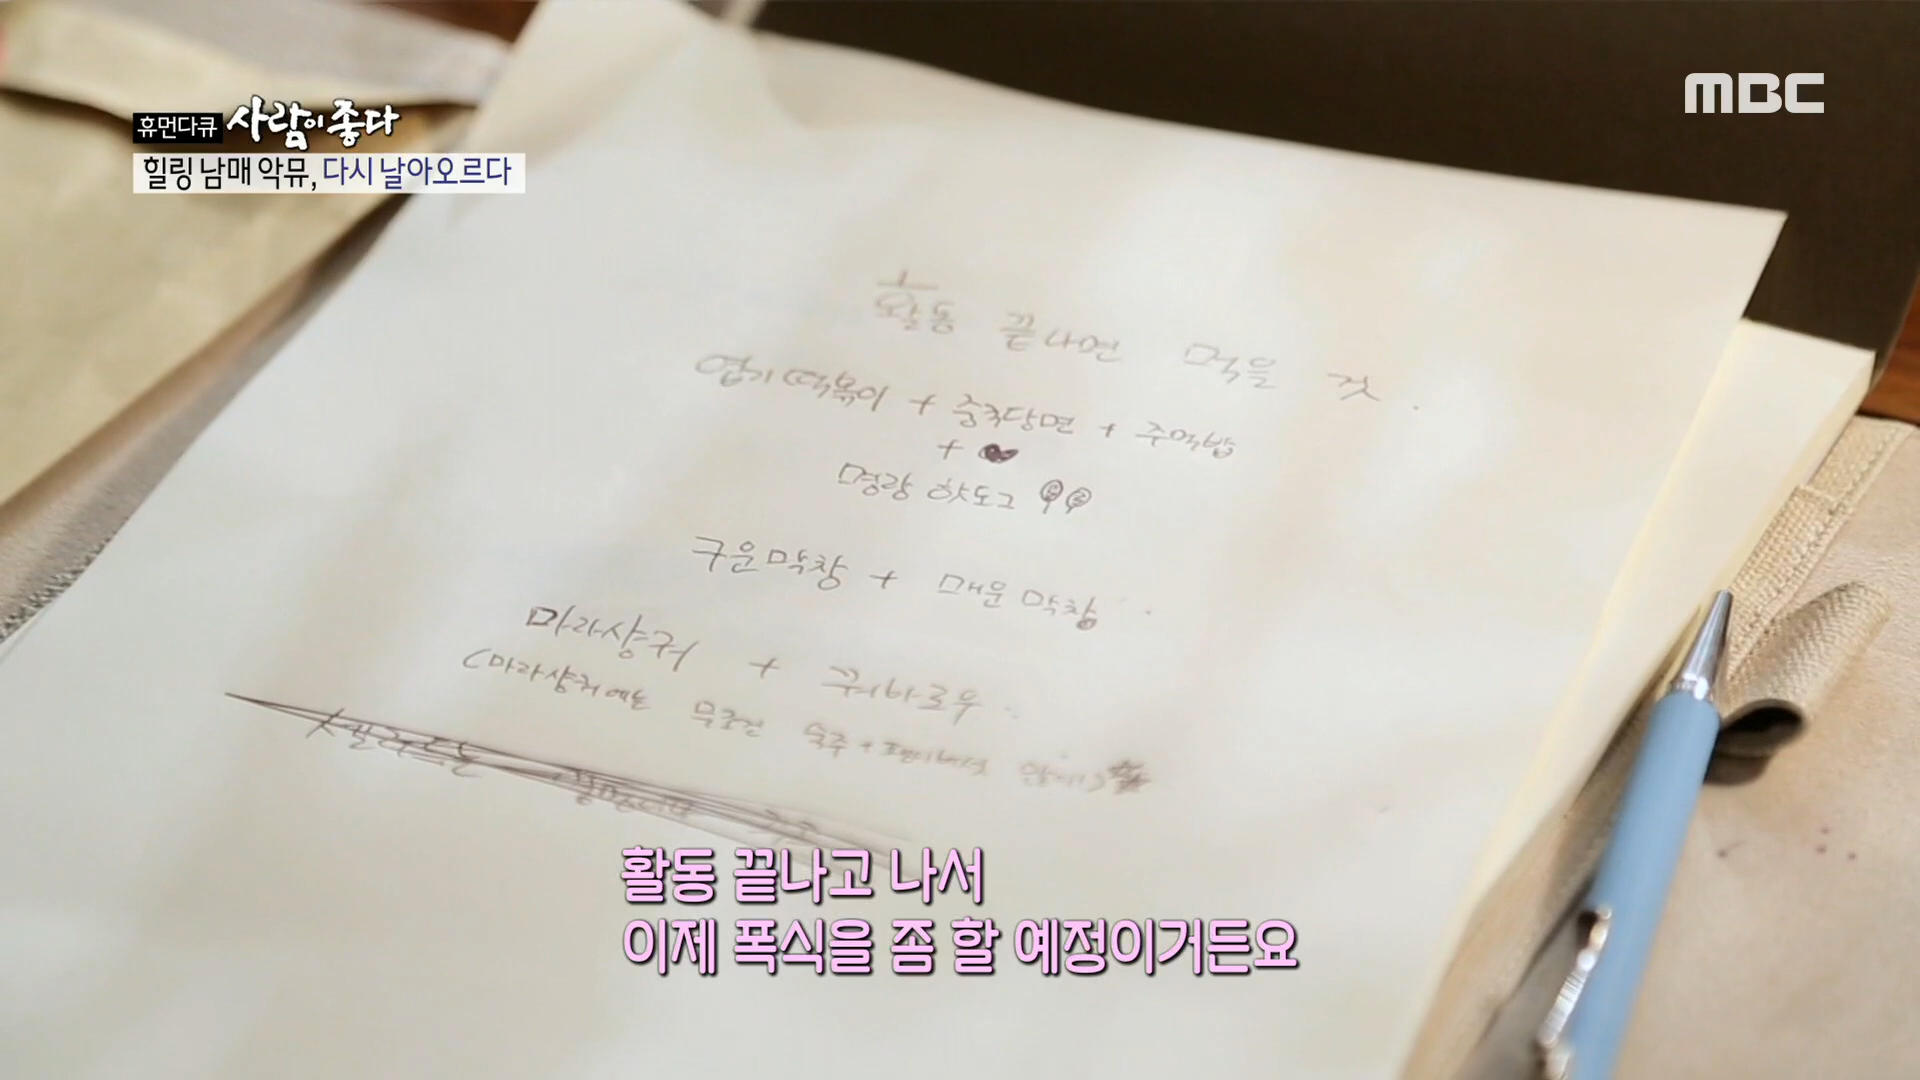 MBC
휴먼다큐 사람이 좋다
힐링 남매 악뮤, 다시 날아오르다
활동 끝나면 먹을 것.
엽기떡볶이 + 중국당면 + 주먹밥
+ ♥
명랑 핫도그
구운막창 + 매운막창
마라샹궈 + 꿔바로우
(마라샹궈에는 무조건 숙주 + 팽이버섯
활동 끝나고 나서
이제 폭식을 좀 할 예정이거든요